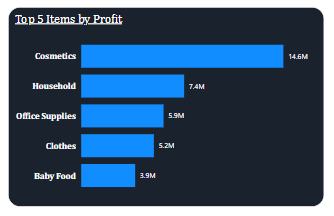 Top 5 Items by Profit
Cosmetics 14.6M
Household 7.4M
Office Supplies 5.9M
Clothes 5.2M
Baby Food 3.9M